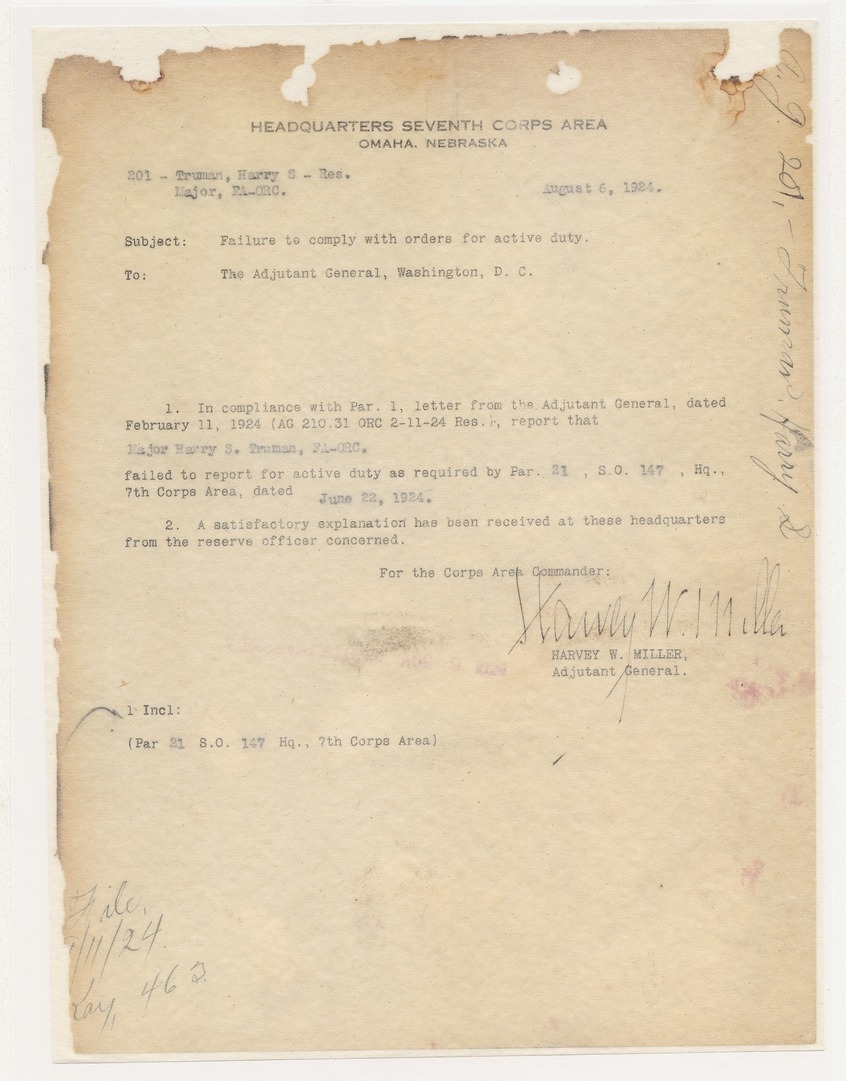 HEADQUARTERS SEVENTH CORPS AREA
OMAHA, NEBRASKA
201 - Truman, Harry S - Res.
Major, FA-ORC.
August 6, 1924.
Subject: Failure to comply with orders for active duty.
To: The Adjutant General, Washington, D. C.
1. In compliance with Par. 1, letter from the Adjutant General, dated
February 11, 1924 (AG 210.31 ORC 2-11-24 Res.), report that
Major Harry S. Truman, FA-ORC.
failed to report for active duty as required by Par. 21 , S.O. 147 , Hq.,
7th Corps Area, dated June 22, 1924.
2. A satisfactory explanation has been received at these headquarters
from the reserve officer concerned.
For the Corps Area Commander:
Harvey W. Miller
HARVEY W. MILLER,
Adjutant General.
1 Incl:
(Par 21 S.O. 147 Hq., 7th Corps Area)
File,
/11/24
463
201, - Truman, Harry S